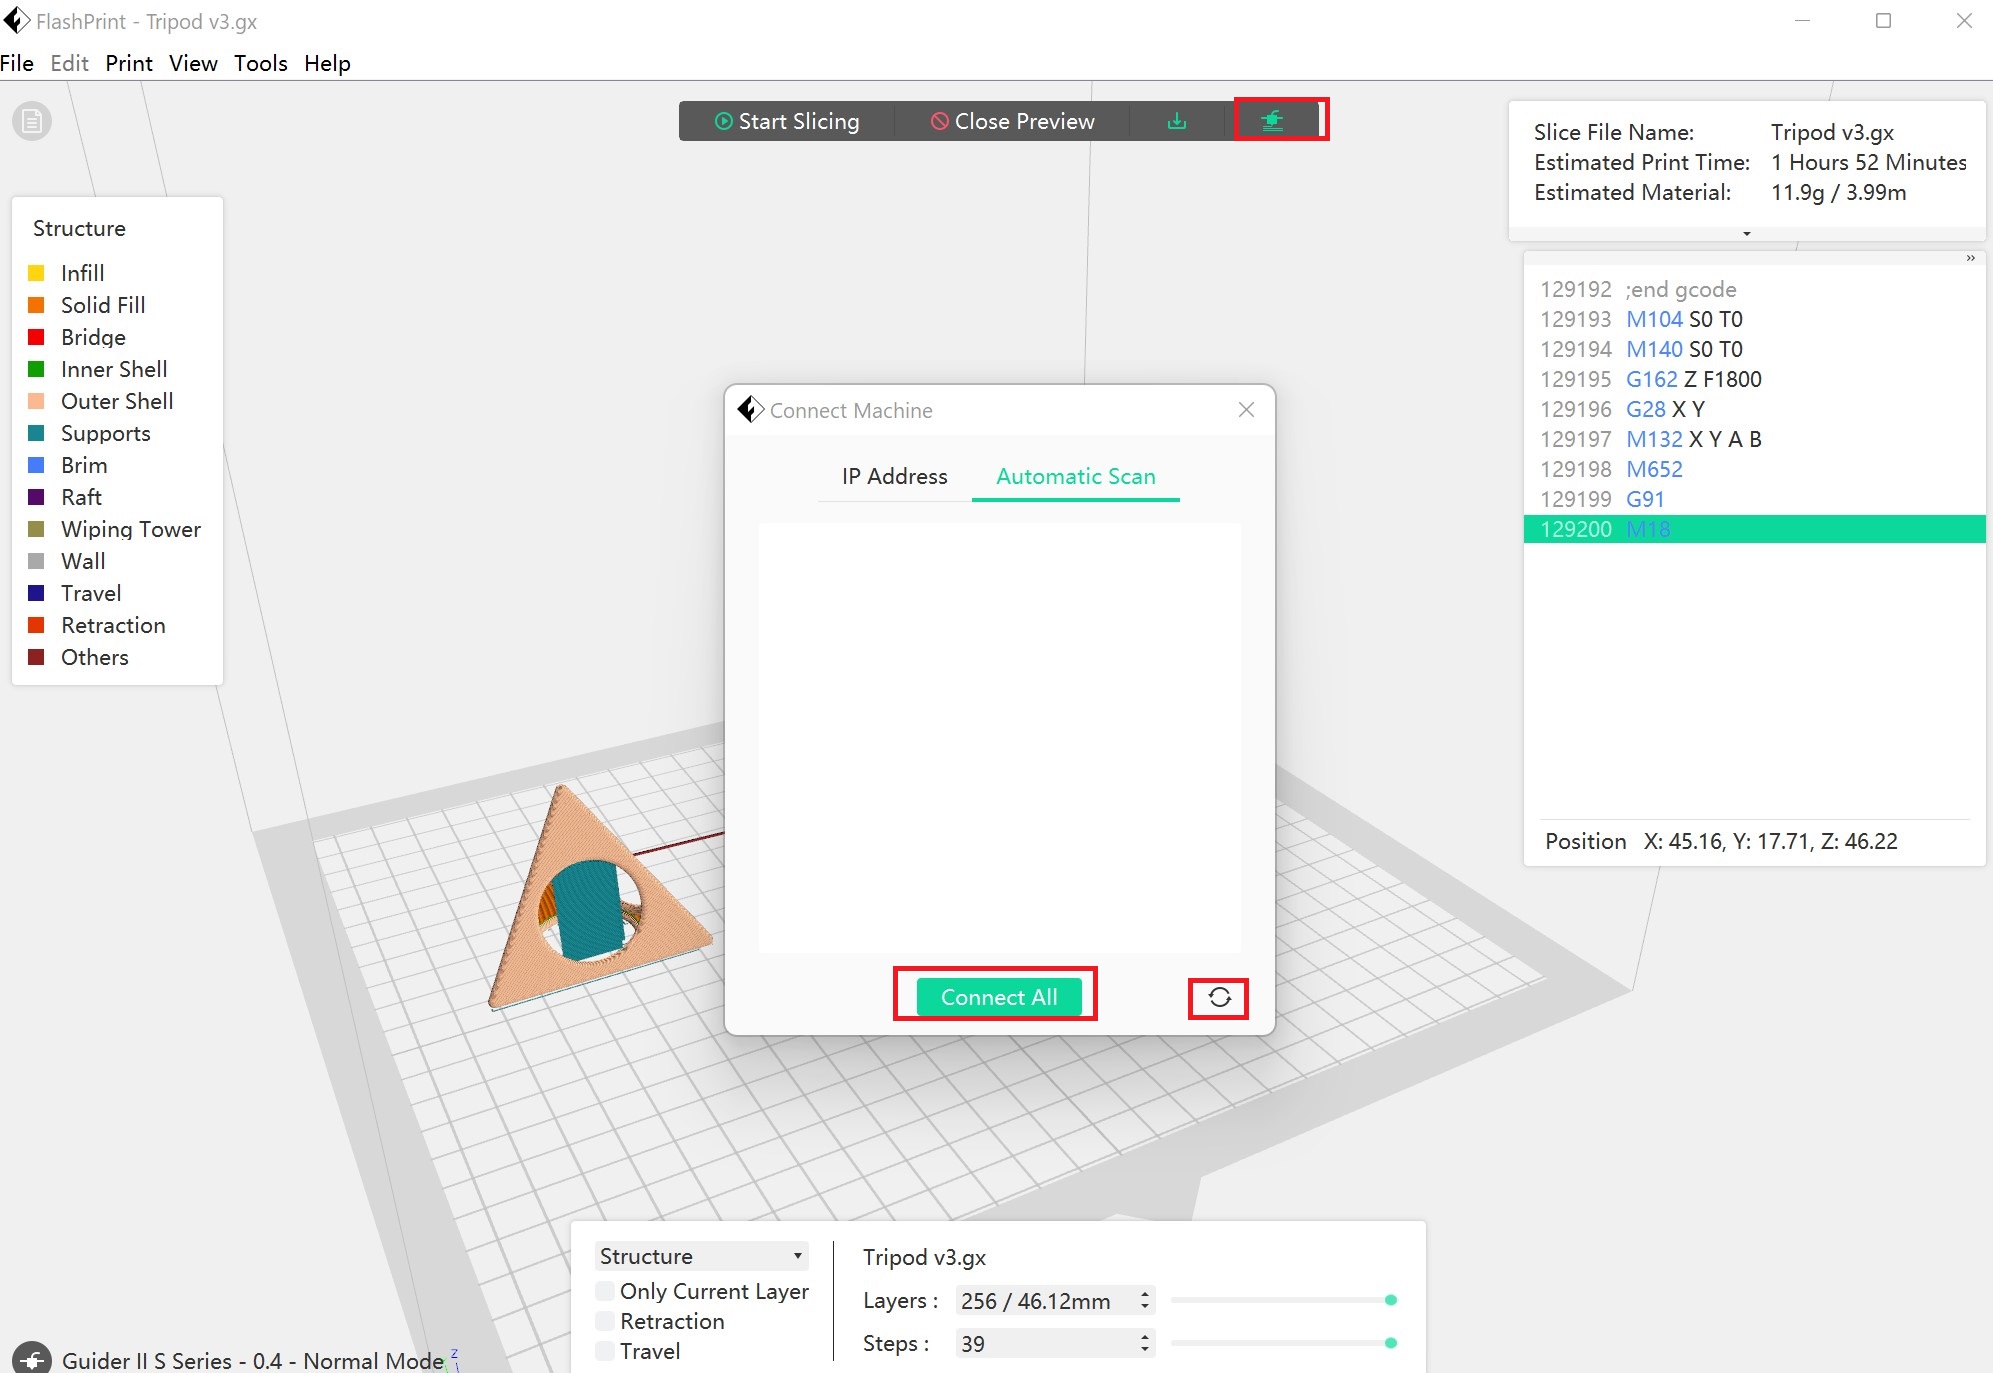 FlashPrint - Tripod v3.gx
File Edit Print View Tools Help
Start Slicing Close Preview
Slice File Name: Tripod v3.gx
Estimated Print Time: 1 Hours 52 Minutes
Estimated Material: 11.9g / 3.99m
Structure
Infill
Solid Fill
Bridge
Inner Shell
Outer Shell
Supports
Brim
Raft
Wiping Tower
Wall
Travel
Retraction
Others
»
129192 ;end gcode
129193 M104 S0 T0
129194 M140 S0 T0
129195 G162 Z F1800
129196 G28 X Y
129197 M132 X Y A B
129198 M652
129199 G91
129200 M18
Position X: 45.16, Y: 17.71, Z: 46.22
Connect Machine
IP Address Automatic Scan
Connect All
Structure
Only Current Layer
Retraction
Travel
Tripod v3.gx
Layers : 256 / 46.12mm
Steps : 39
Guider II S Series - 0.4 - Normal Mode
Z